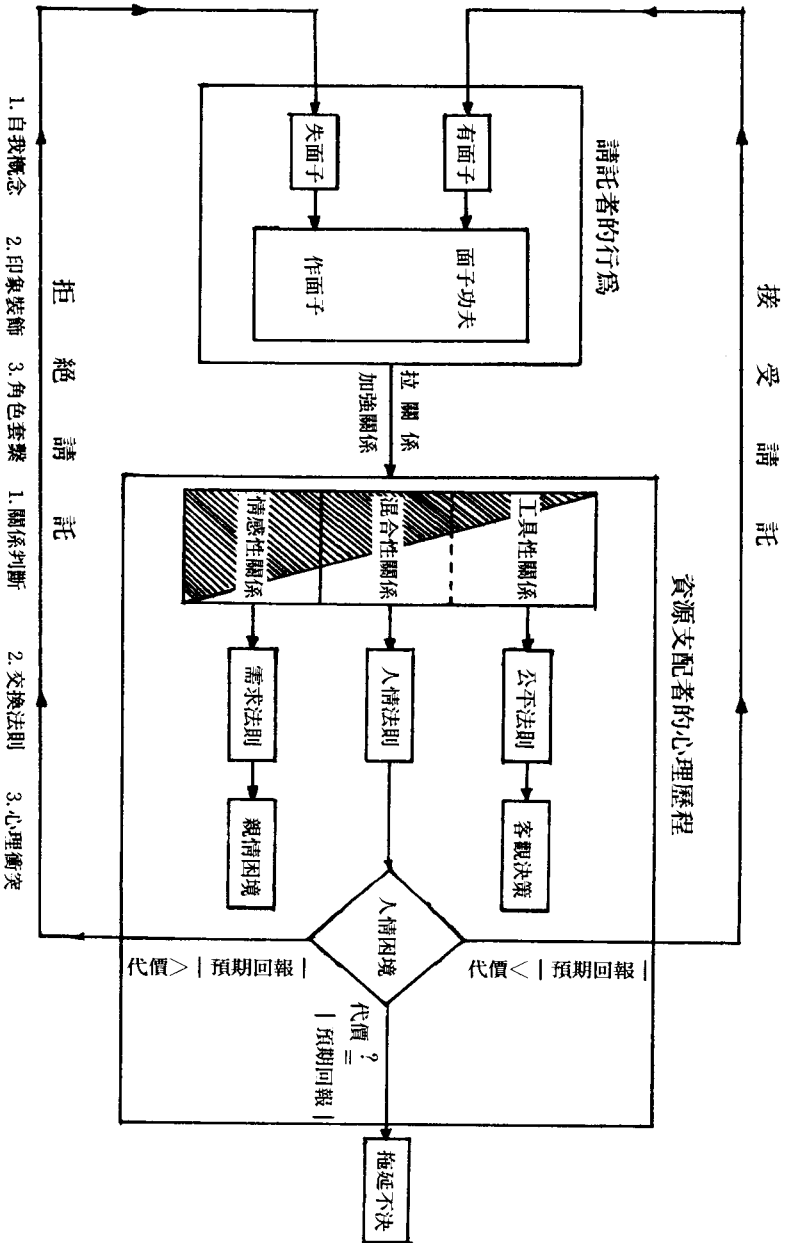 接受請託
請託者的行爲
有面子
失面子
面子功夫
作面子
拉關係
加強關係
資源支配者的心理歷程
工具性關係
混合性關係
情感性關係
公平法則
人情法則
需求法則
客觀決策
人情困境
親情困境
代價<|預期回報|
代價>|預期回報|
代價?=|預期回報|
拖延不決
拒絕請託
1.自我概念 2.印象裝飾 3.角色套繫 1.關係判斷 2.交換法則 3.心理衝突